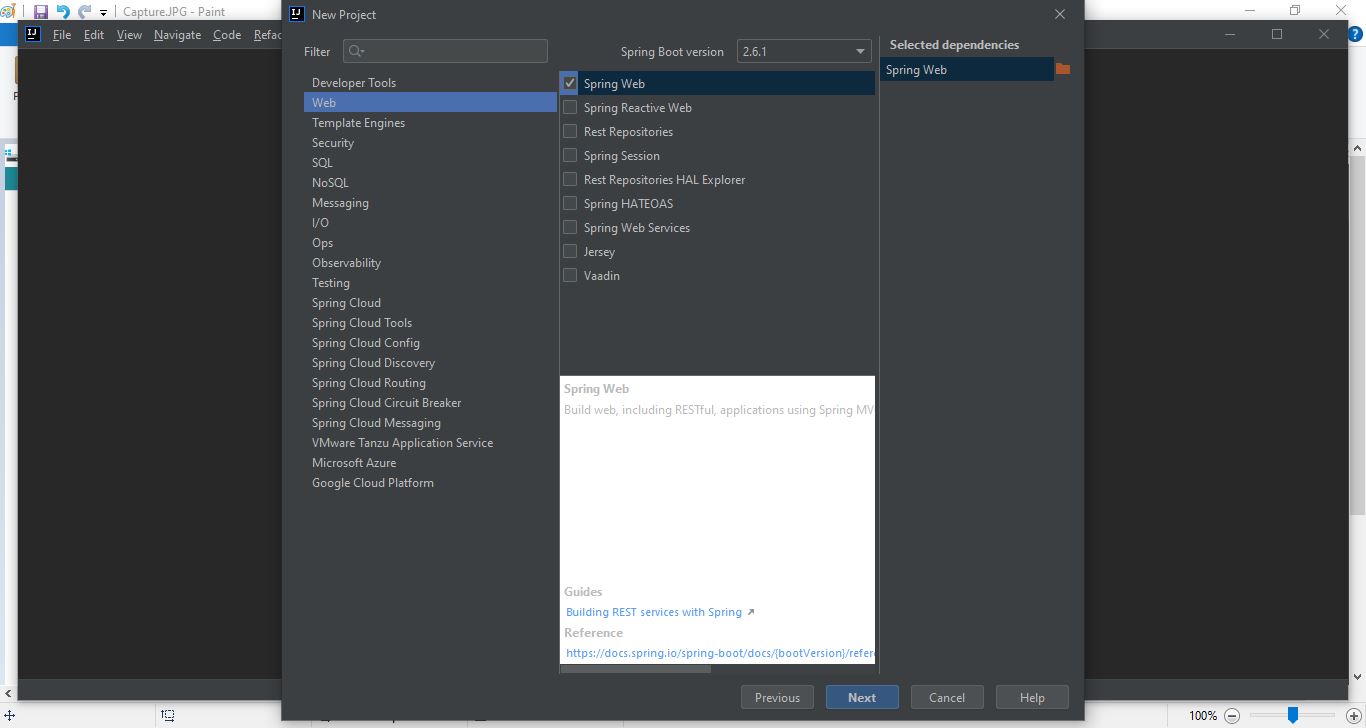 Capture.JPG - Paint
IJ New Project
IJ File Edit View Navigate Code Refac
Filter
Spring Boot version 2.6.1
Selected dependencies
Developer Tools
Web
Template Engines
Security
SQL
NoSQL
Messaging
I/O
Ops
Observability
Testing
Spring Cloud
Spring Cloud Tools
Spring Cloud Config
Spring Cloud Discovery
Spring Cloud Routing
Spring Cloud Circuit Breaker
Spring Cloud Messaging
VMware Tanzu Application Service
Microsoft Azure
Google Cloud Platform
Spring Web
Spring Reactive Web
Rest Repositories
Spring Session
Rest Repositories HAL Explorer
Spring HATEOAS
Spring Web Services
Jersey
Vaadin
Spring Web
Spring Web
Build web, including RESTful, applications using Spring MV
Guides
Building REST services with Spring
Reference
https://docs.spring.io/spring-boot/docs/{bootVersion}/refere
Previous
Next
Cancel
Help
100%